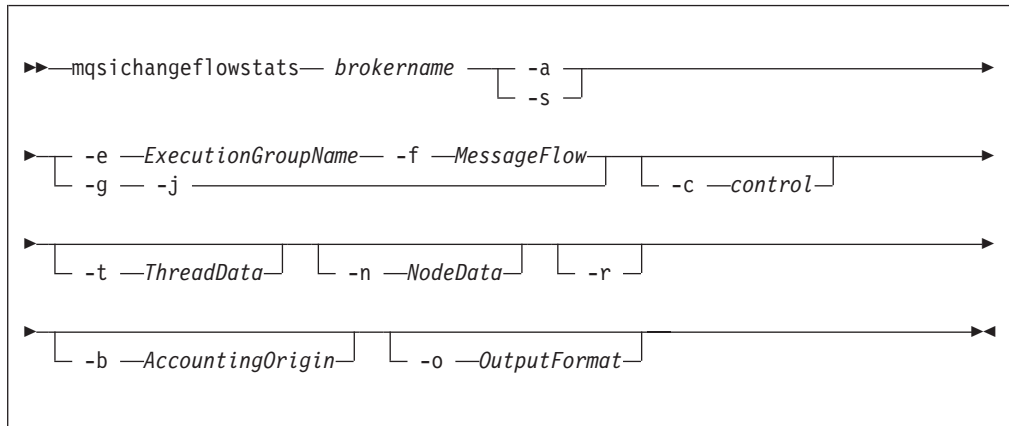 mqsichangeflowstats brokername -a
-s
-e ExecutionGroupName -f MessageFlow
-g -j
-c control
-t ThreadData -n NodeData -r
-b AccountingOrigin -o OutputFormat